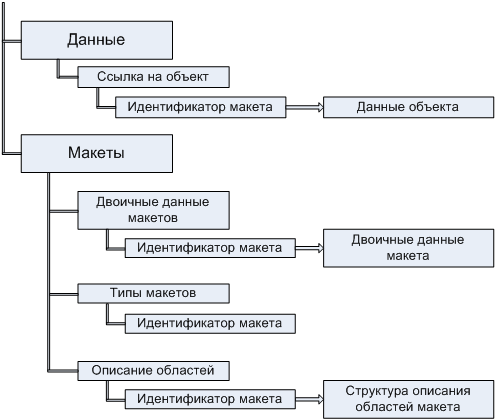 Данные
Ссылка на объект
Идентификатор макета
Данные объекта
Макеты
Двоичные данные
макетов
Идентификатор макета
Двоичные данные
макета
Типы макетов
Идентификатор макета
Описание областей
Идентификатор макета
Структура описания
областей макета